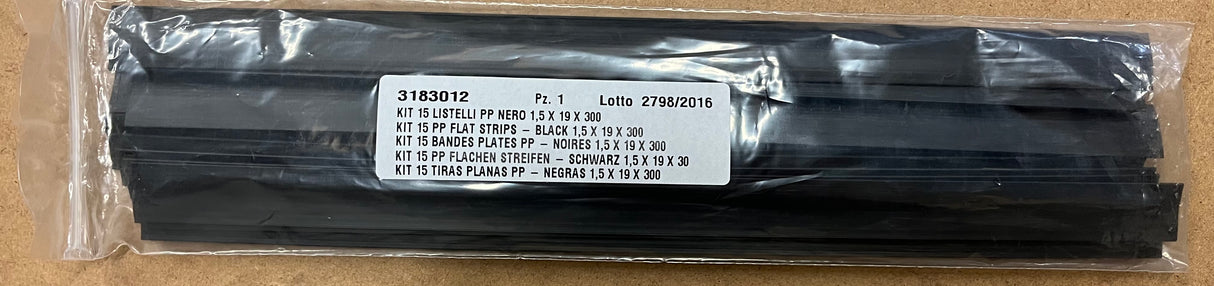 3183012 Pz. 1 Lotto 2798/2016
KIT 15 LISTELLI PP NERO 1,5 X 19 X 300
KIT 15 PP FLAT STRIPS – BLACK 1,5 X 19 X 300
KIT 15 BANDES PLATES PP – NOIRES 1,5 X 19 X 300
KIT 15 PP FLACHEN STREIFEN – SCHWARZ 1,5 X 19 X 30
KIT 15 TIRAS PLANAS PP – NEGRAS 1,5 X 19 X 300